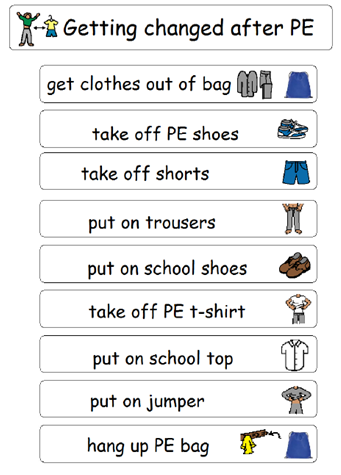 Getting changed after PE
get clothes out of bag
take off PE shoes
take off shorts
put on trousers
put on school shoes
take off PE t-shirt
put on school top
put on jumper
hang up PE bag